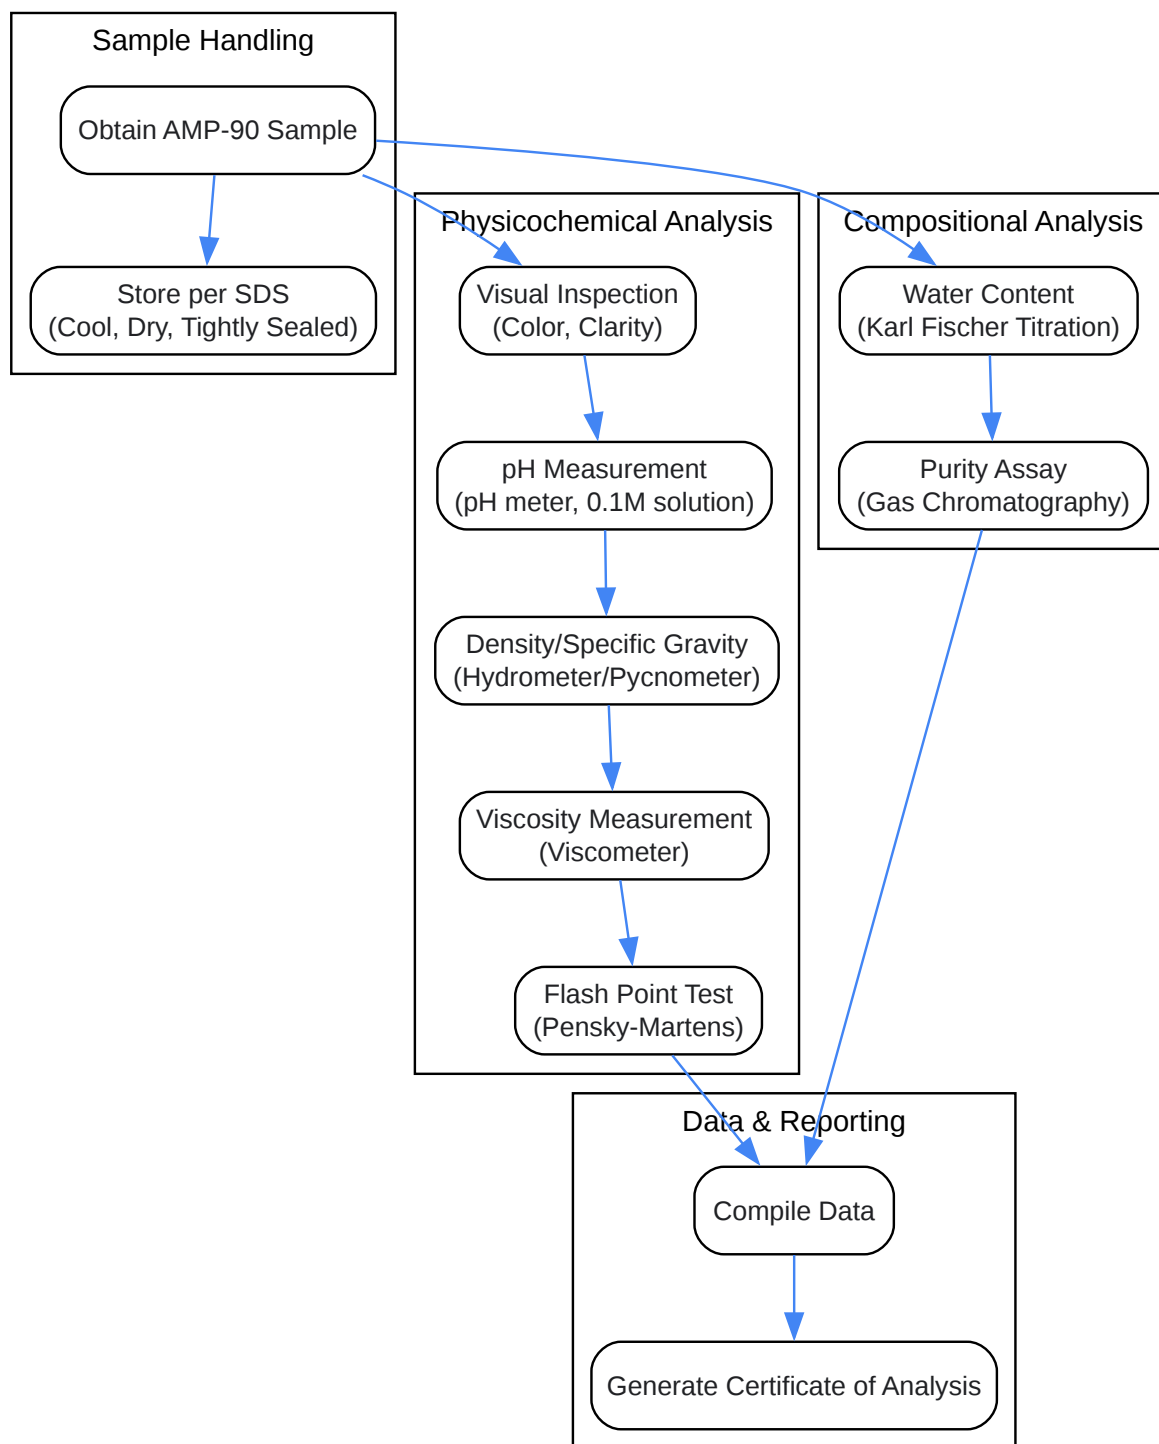 Sample Handling
Obtain AMP-90 Sample
Store per SDS
(Cool, Dry, Tightly Sealed)
Physicochemical Analysis
Visual Inspection
(Color, Clarity)
pH Measurement
(pH meter, 0.1M solution)
Density/Specific Gravity
(Hydrometer/Pycnometer)
Viscosity Measurement
(Viscometer)
Flash Point Test
(Pensky-Martens)
Compositional Analysis
Water Content
(Karl Fischer Titration)
Purity Assay
(Gas Chromatography)
Data & Reporting
Compile Data
Generate Certificate of Analysis